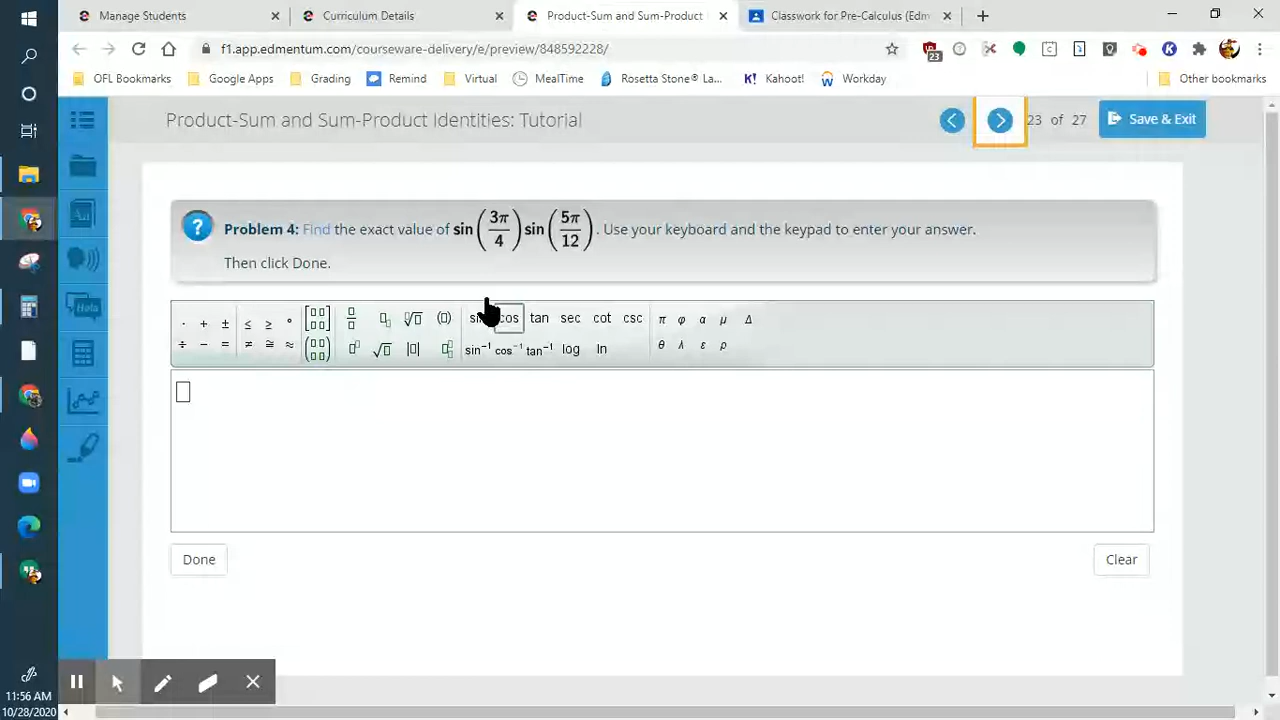 Manage Students
Curriculum Details
Product-Sum and Sum-Product
Classwork for Pre-Calculus (Edm
f1.app.edmentum.com/courseware-delivery/e/preview/848592228/
23
OFL Bookmarks
Google Apps
Grading
Remind
Virtual
MealTime
Rosetta Stone® La...
K! Kahoot!
Workday
Other bookmarks
Product-Sum and Sum-Product Identities: Tutorial
23 of 27
Save & Exit
Problem 4: Find the exact value of sin(3π/4)sin(5π/12). Use your keyboard and the keypad to enter your answer.
Then click Done.
· + ± ≤ ≥ ° cos tan sec cot csc π φ α μ Δ
÷ − = ≠ ≅ ≈ sin⁻¹ cos⁻¹ tan⁻¹ log ln θ λ ε ρ
Done
Clear
11:56 AM
10/28/2020